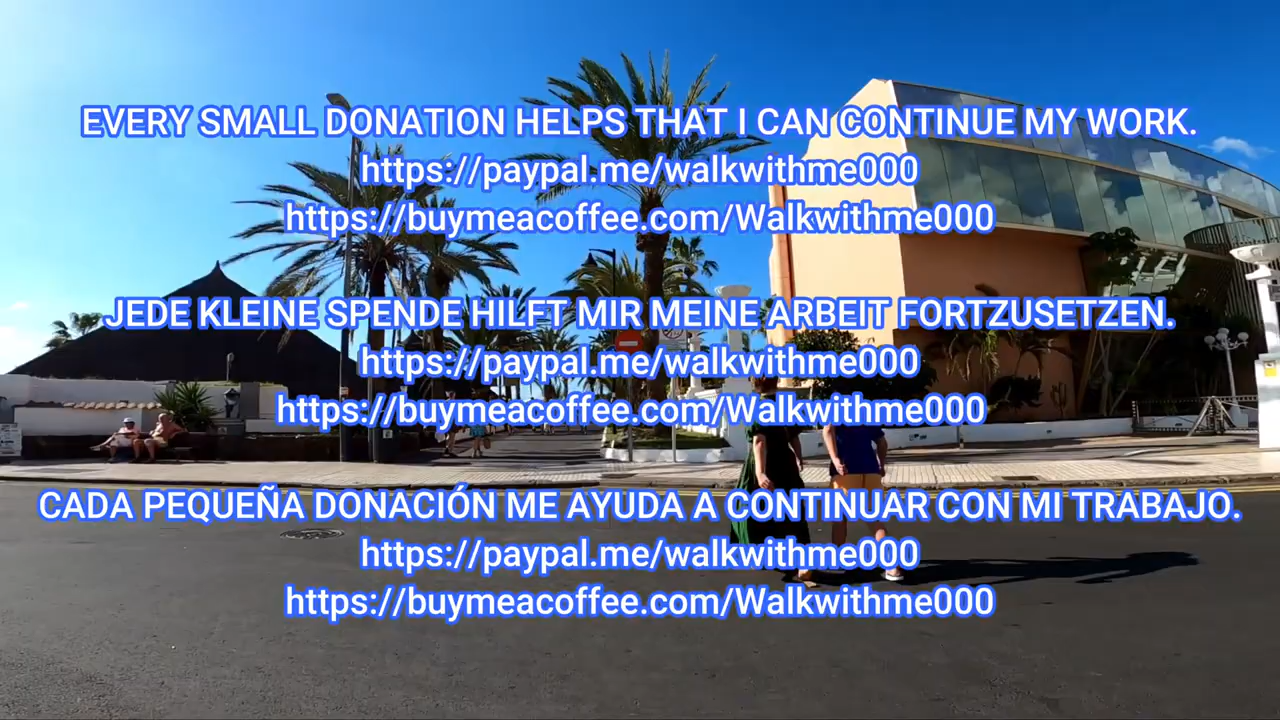 EVERY SMALL DONATION HELPS THAT I CAN CONTINUE MY WORK.
https://paypal.me/walkwithme000
https://buymeacoffee.com/Walkwithme000
JEDE KLEINE SPENDE HILFT MIR MEINE ARBEIT FORTZUSETZEN.
https://paypal.me/walkwithme000
https://buymeacoffee.com/Walkwithme000
CADA PEQUEÑA DONACIÓN ME AYUDA A CONTINUAR CON MI TRABAJO.
https://paypal.me/walkwithme000
https://buymeacoffee.com/Walkwithme000